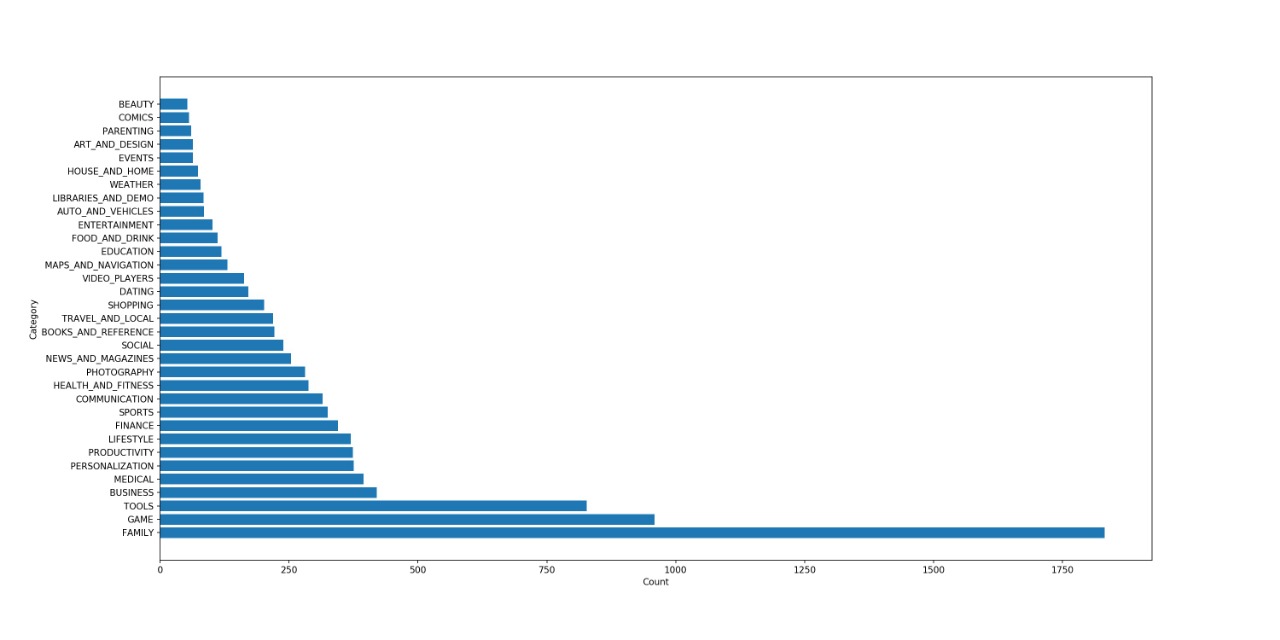 BEAUTY
COMICS
PARENTING
ART_AND_DESIGN
EVENTS
HOUSE_AND_HOME
WEATHER
LIBRARIES_AND_DEMO
AUTO_AND_VEHICLES
ENTERTAINMENT
FOOD_AND_DRINK
EDUCATION
MAPS_AND_NAVIGATION
VIDEO_PLAYERS
DATING
SHOPPING
TRAVEL_AND_LOCAL
BOOKS_AND_REFERENCE
SOCIAL
NEWS_AND_MAGAZINES
PHOTOGRAPHY
HEALTH_AND_FITNESS
COMMUNICATION
SPORTS
FINANCE
LIFESTYLE
PRODUCTIVITY
PERSONALIZATION
MEDICAL
BUSINESS
TOOLS
GAME
FAMILY
Category
0 250 500 750 1000 1250 1500 1750
Count